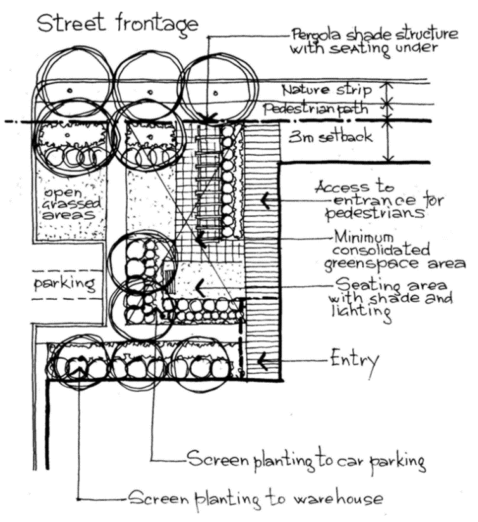 Street frontage
Pergola shade structure
with seating under
Nature strip
Pedestrian path
3m setback
open
grassed
areas
Access to
entrance for
pedestrians
Minimum
consolidated
greenspace area
parking
Seating area
with shade and
lighting
Entry
Screen planting to car parking
Screen planting to warehouse